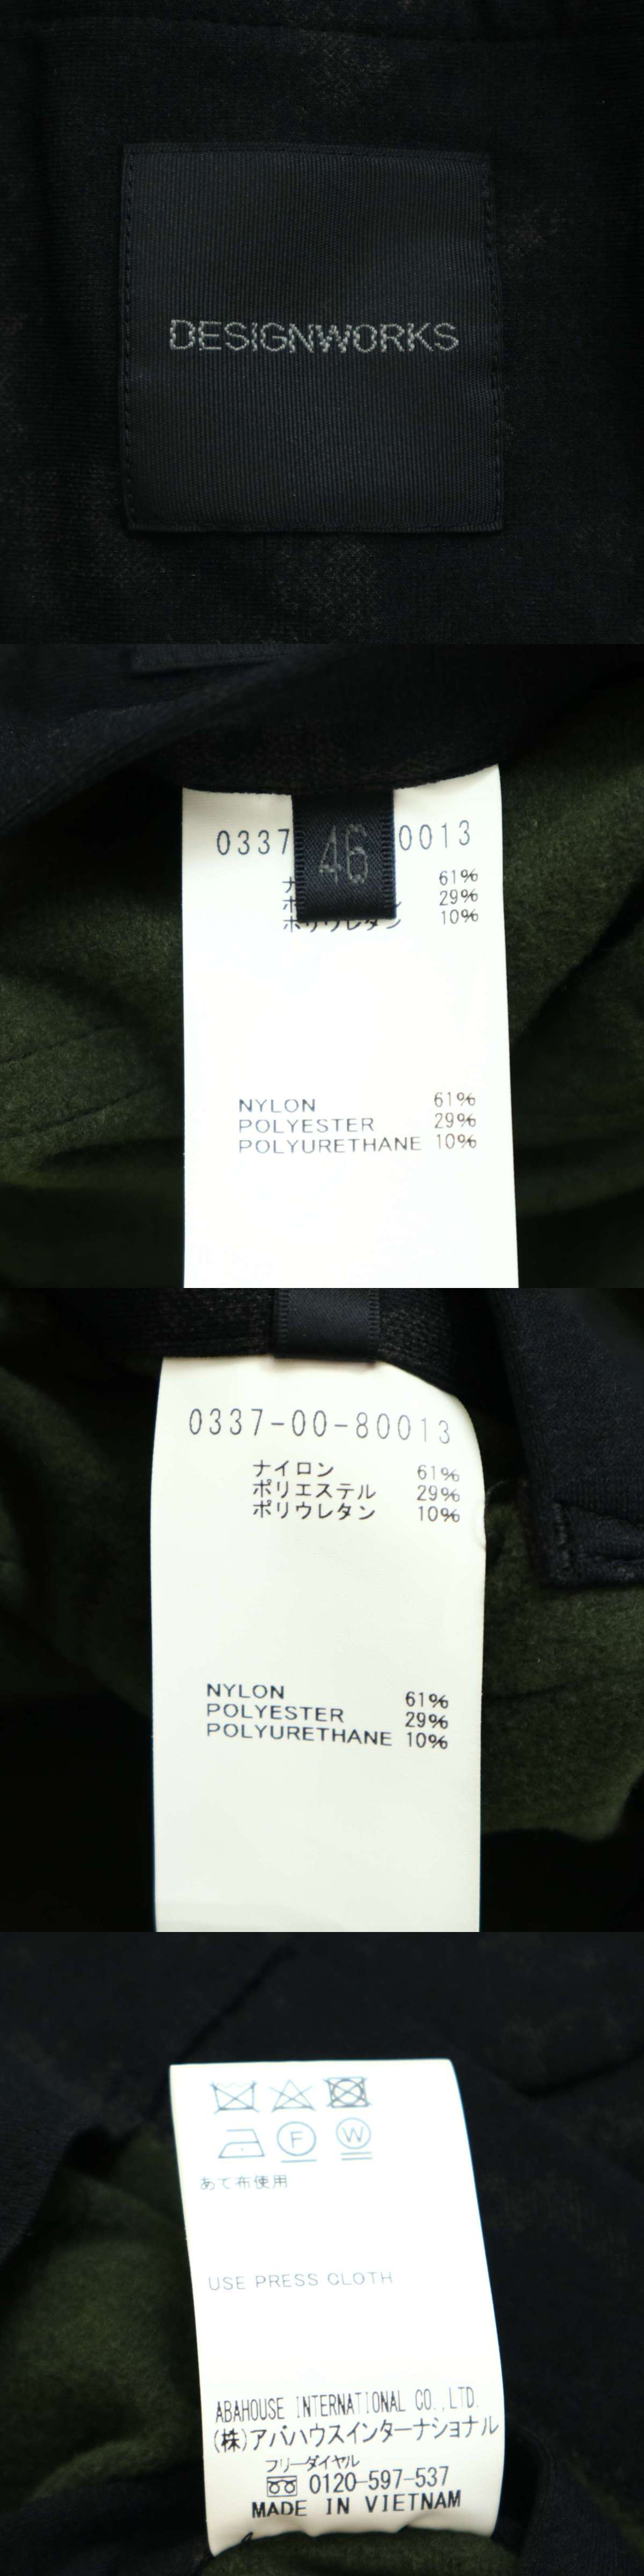 DESIGNWORKS
0337 0013
46
61%
29%
ポリウレタン 10%
NYLON 61%
POLYESTER 29%
POLYURETHANE 10%
0337-00-80013
ナイロン 61%
ポリエステル 29%
ポリウレタン 10%
NYLON 61%
POLYESTER 29%
POLYURETHANE 10%
F W
あて布使用
USE PRESS CLOTH
ABAHOUSE INTERNATIONAL CO.,LTD.
(株)アバハウスインターナショナル
フリーダイヤル
0120-597-537
MADE IN VIETNAM